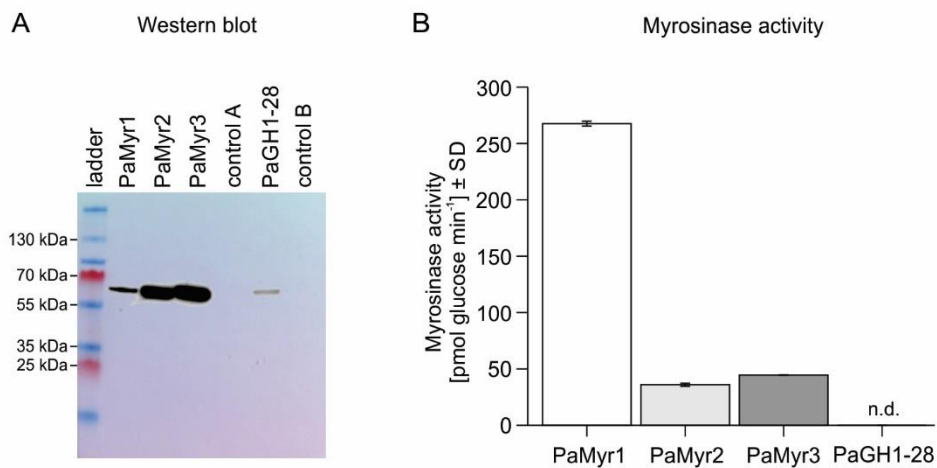 A
Western blot
ladder
PaMyr1
PaMyr2
PaMyr3
control A
PaGH1-28
control B
130 kDa
70 kDa
55 kDa
35 kDa
25 kDa
B
Myrosinase activity
Myrosinase activity
[pmol glucose min⁻¹] ± SD
300
250
200
150
100
50
0
n.d.
PaMyr1
PaMyr2
PaMyr3
PaGH1-28